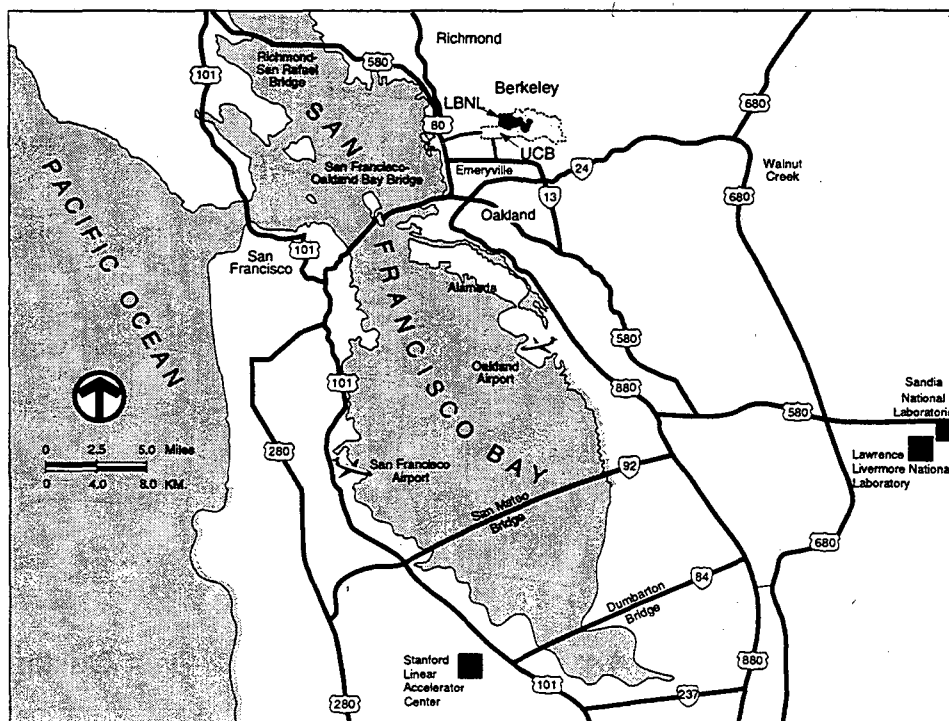 Richmond
Richmond-
San Rafael
Bridge
580
101
Berkeley
LBNL
80
UCB
680
SAN
San Francisco-
Oakland Bay Bridge
Emeryville
24
13
Walnut
Creek
680
PACIFIC OCEAN
Oakland
101
San
Francisco
FRANCISCO BAY
Alameda
580
Oakland
Airport
101
880
Sandia
National
Laboratorie
580
0 2.5 5.0 Miles
0 4.0 8.0 KM.
280
San Francisco
Airport
92
Lawrence
Livermore National
Laboratory
San Mateo
Bridge
680
84
Dumbarton
Bridge
Stanford
Linear
Accelerator
Center
880
280
101
237